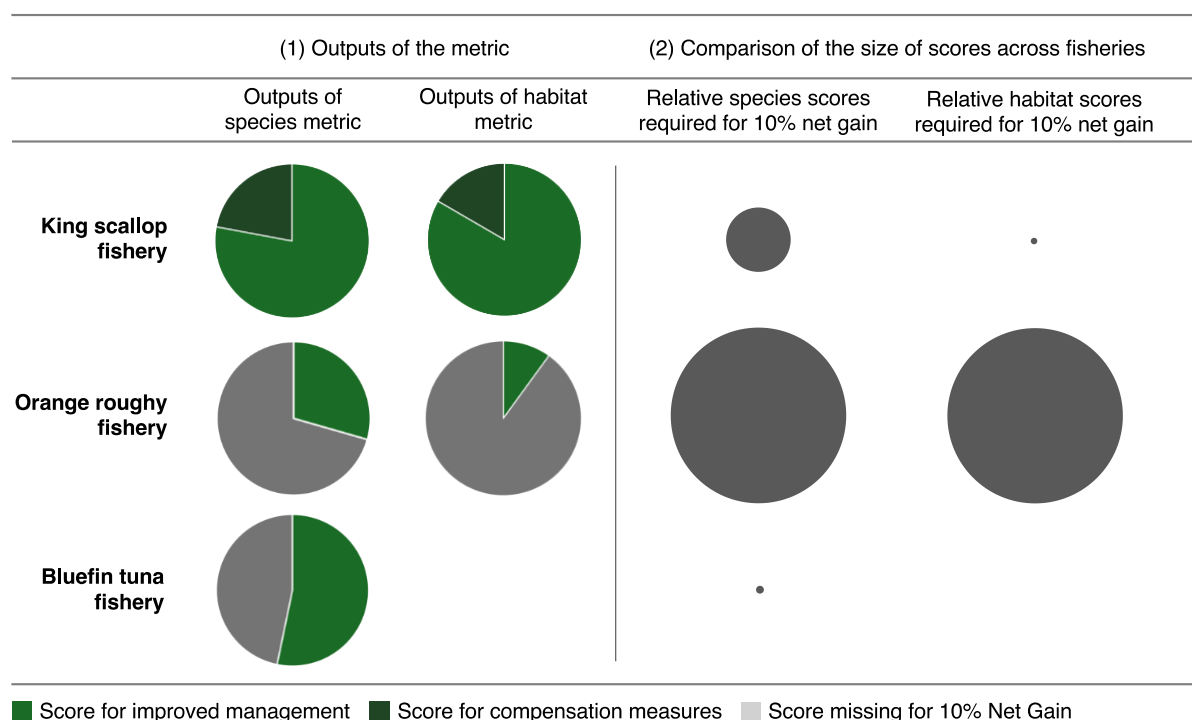 (1) Outputs of the metric
(2) Comparison of the size of scores across fisheries
Outputs of
species metric
Outputs of habitat
metric
Relative species scores
required for 10% net gain
Relative habitat scores
required for 10% net gain
King scallop
fishery
Orange roughy
fishery
Bluefin tuna
fishery
Score for improved management
Score for compensation measures
Score missing for 10% Net Gain